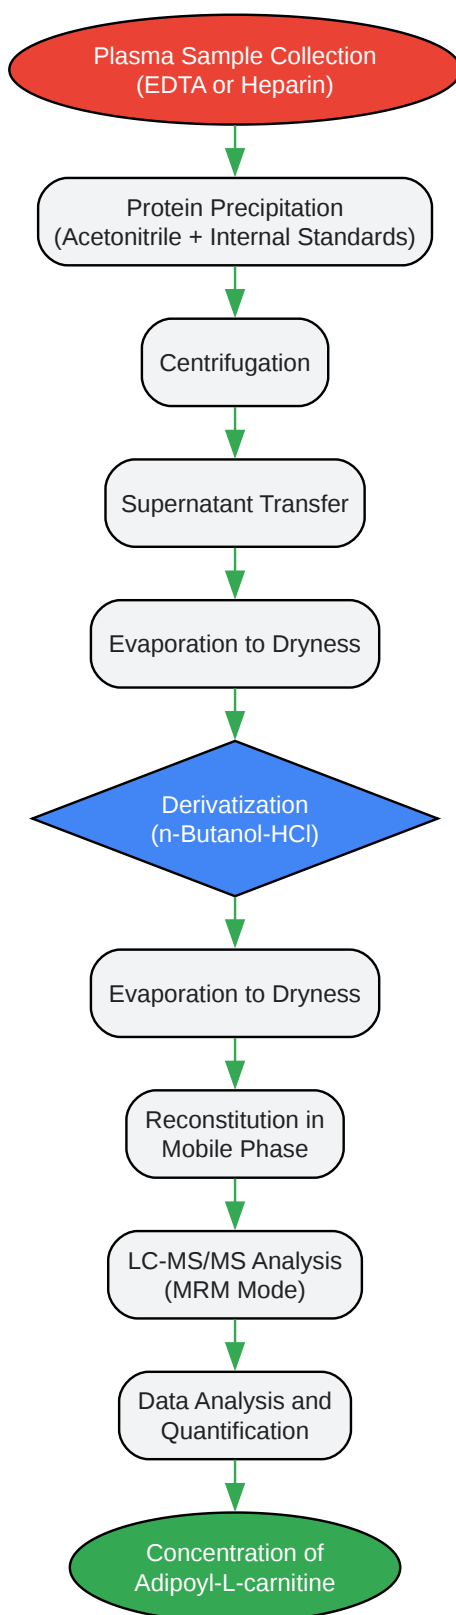 Plasma Sample Collection
(EDTA or Heparin)
Protein Precipitation
(Acetonitrile + Internal Standards)
Centrifugation
Supernatant Transfer
Evaporation to Dryness
Derivatization
(n-Butanol-HCl)
Evaporation to Dryness
Reconstitution in
Mobile Phase
LC-MS/MS Analysis
(MRM Mode)
Data Analysis and
Quantification
Concentration of
Adipoyl-L-carnitine